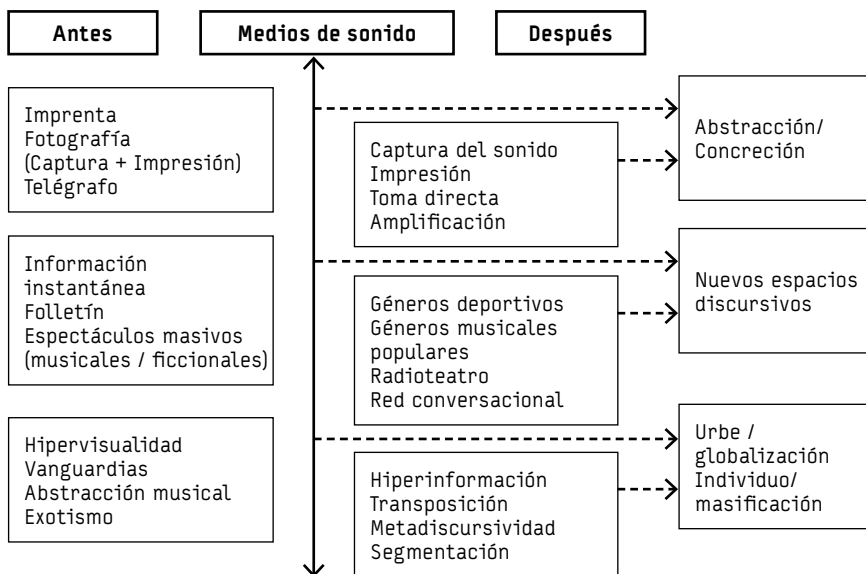 Antes
Medios de sonido
Después
Imprenta
Fotografía
(Captura + Impresión)
Telégrafo
Captura del sonido
Impresión
Toma directa
Amplificación
Abstracción/
Concreción
Información
instantánea
Folletín
Espectáculos masivos
(musicales / ficcionales)
Géneros deportivos
Géneros musicales
populares
Radioteatro
Red conversacional
Nuevos espacios
discursivos
Hipervisualidad
Vanguardias
Abstracción musical
Exotismo
Hiperinformación
Transposición
Metadiscursividad
Segmentación
Urbe /
globalización
Individuo/
masificación